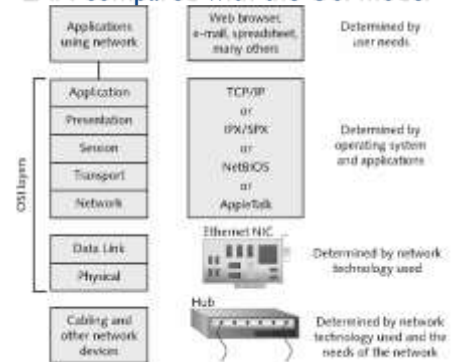 compared with the OSI model
Applications
using network
Web browser,
e-mail, spreadsheet,
many others
Determined by
user needs
OSI layers
Application
Presentation
Session
Transport
Network
TCP/IP
or
IPX/SPX
or
NetBIOS
or
AppleTalk
Determined by
operating system
and applications
Data Link
Physical
Ethernet NIC
Determined by network
technology used
Cabling and
other network
devices
Hub
Determined by network
technology used and the
needs of the network